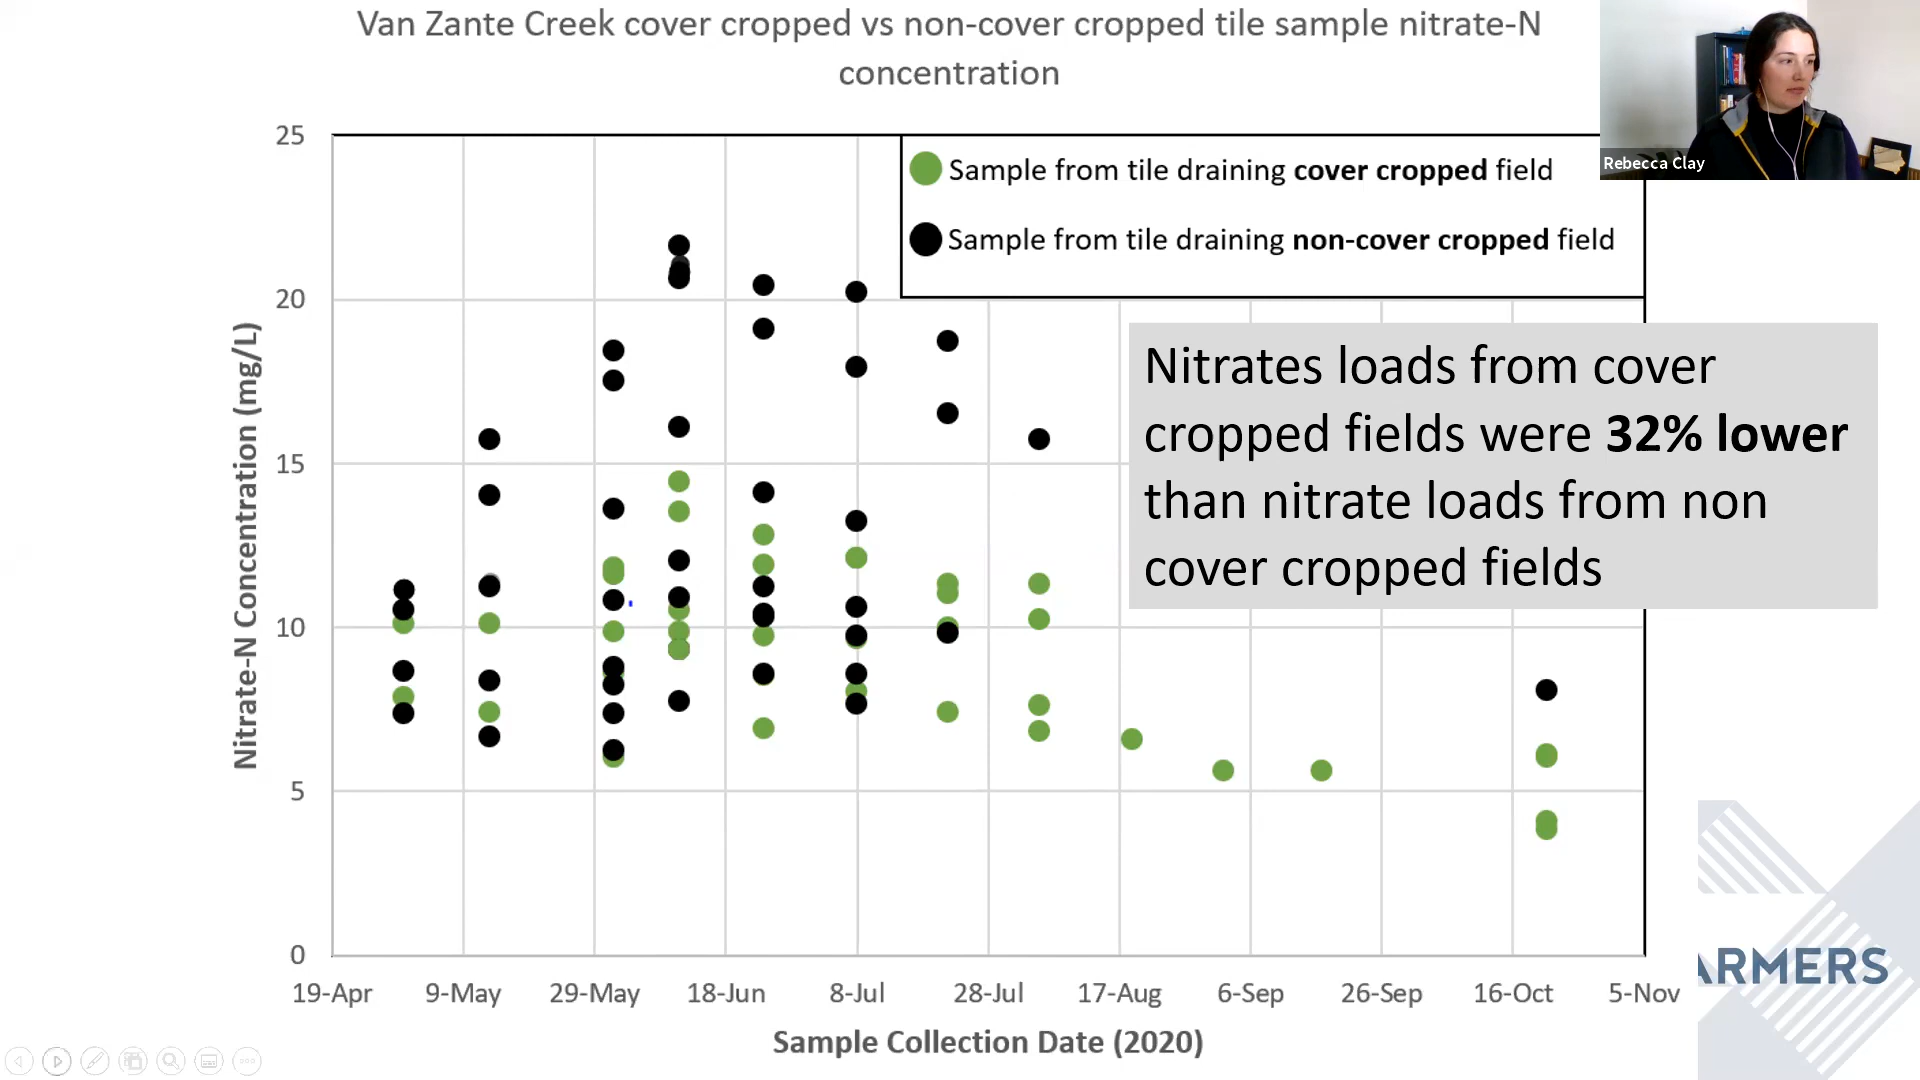 Van Zante Creek cover cropped vs non-cover cropped tile sample nitrate-N
concentration
Rebecca Clay
Sample from tile draining cover cropped field
Sample from tile draining non-cover cropped field
Nitrates loads from cover
cropped fields were 32% lower
than nitrate loads from non
cover cropped fields
Nitrate-N Concentration (mg/L)
25
20
15
10
5
0
19-Apr 9-May 29-May 18-Jun 8-Jul 28-Jul 17-Aug 6-Sep 26-Sep 16-Oct 5-Nov
Sample Collection Date (2020)
ARMERS